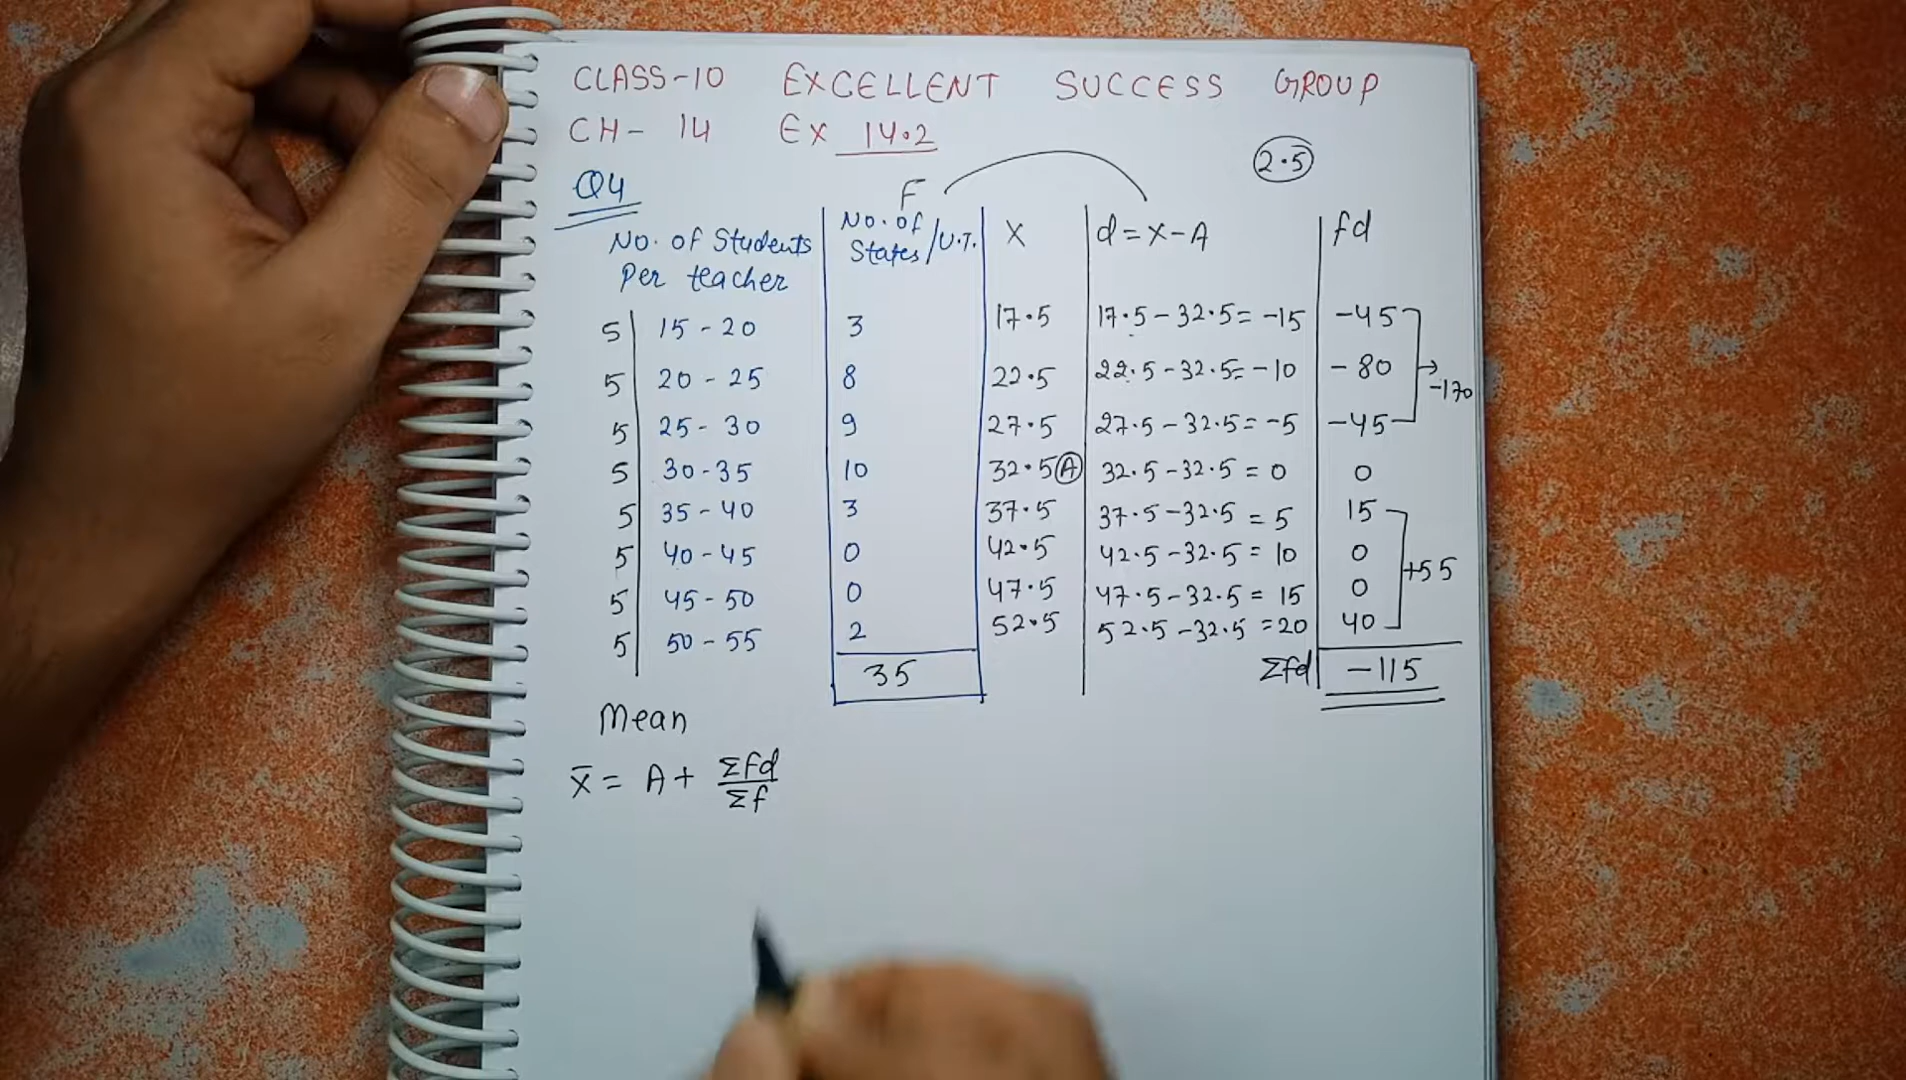 CLASS-10 EXCELLENT SUCCESS GROUP
CH- 14 Ex 14.2
2.5
Q4
No. of Students Per teacher | F No. of States/U.T. | x | d = x - A | fd
5 | 15 - 20 | 3 | 17.5 | 17.5 - 32.5 = -15 | -45
5 | 20 - 25 | 8 | 22.5 | 22.5 - 32.5 = -10 | -80
→ -170
5 | 25 - 30 | 9 | 27.5 | 27.5 - 32.5 = -5 | -45
5 | 30 - 35 | 10 | 32.5 A | 32.5 - 32.5 = 0 | 0
5 | 35 - 40 | 3 | 37.5 | 37.5 - 32.5 = 5 | 15
5 | 40 - 45 | 0 | 42.5 | 42.5 - 32.5 = 10 | 0
+55
5 | 45 - 50 | 0 | 47.5 | 47.5 - 32.5 = 15 | 0
5 | 50 - 55 | 2 | 52.5 | 52.5 - 32.5 = 20 | 40
35 | Σfd | -115
Mean
x̄ = A + Σfd/Σf